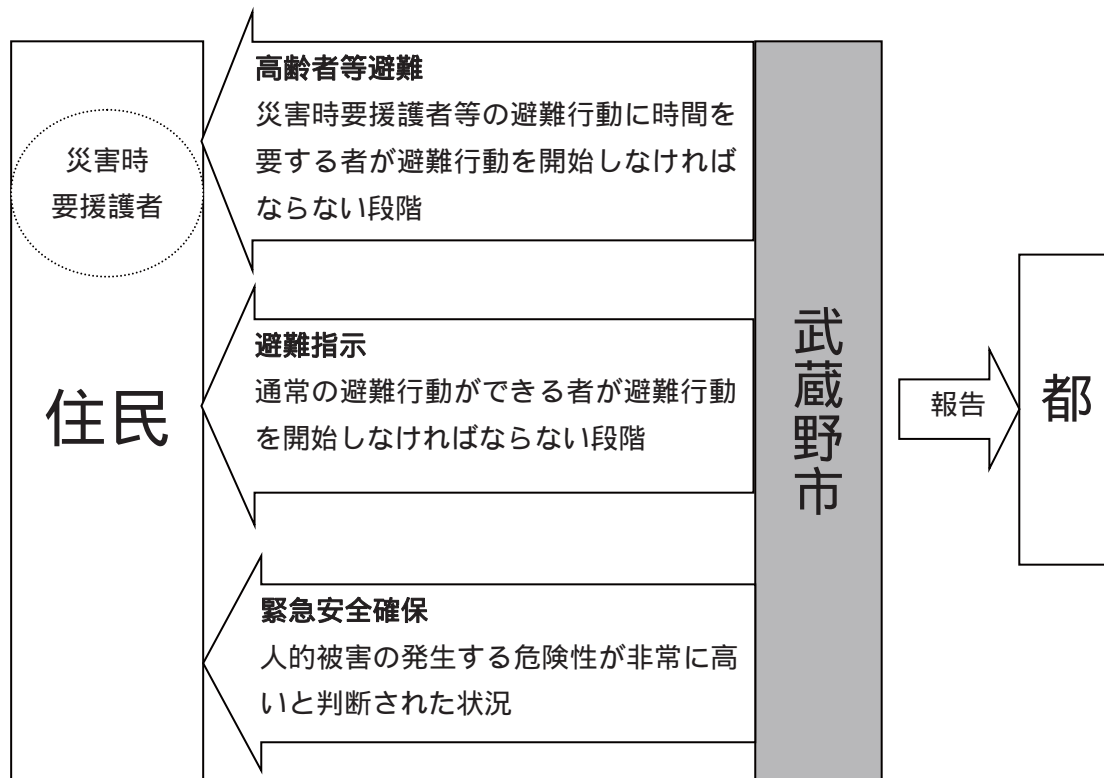 高齢者等避難
災害時要援護者等の避難行動に時間を
要する者が避難行動を開始しなければ
ならない段階
災害時
要援護者
避難指示
通常の避難行動ができる者が避難行動
を開始しなければならない段階
住民
武蔵野市
報告
都
緊急安全確保
人的被害の発生する危険性が非常に高
いと判断された状況